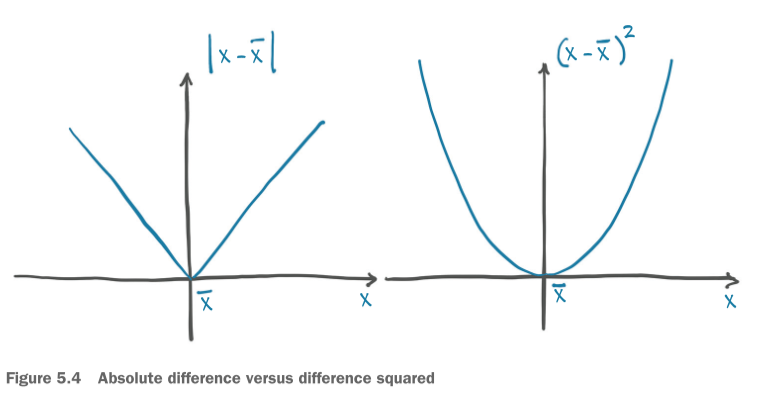 |x - x̄|
(x - x̄)²
x̄
x
x̄
x
Figure 5.4 Absolute difference versus difference squared